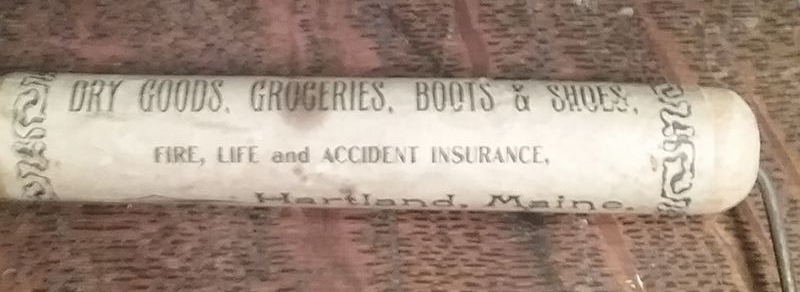 DRY GOODS, GROCERIES, BOOTS & SHOES,
FIRE, LIFE and ACCIDENT INSURANCE,
Hartland, Maine.